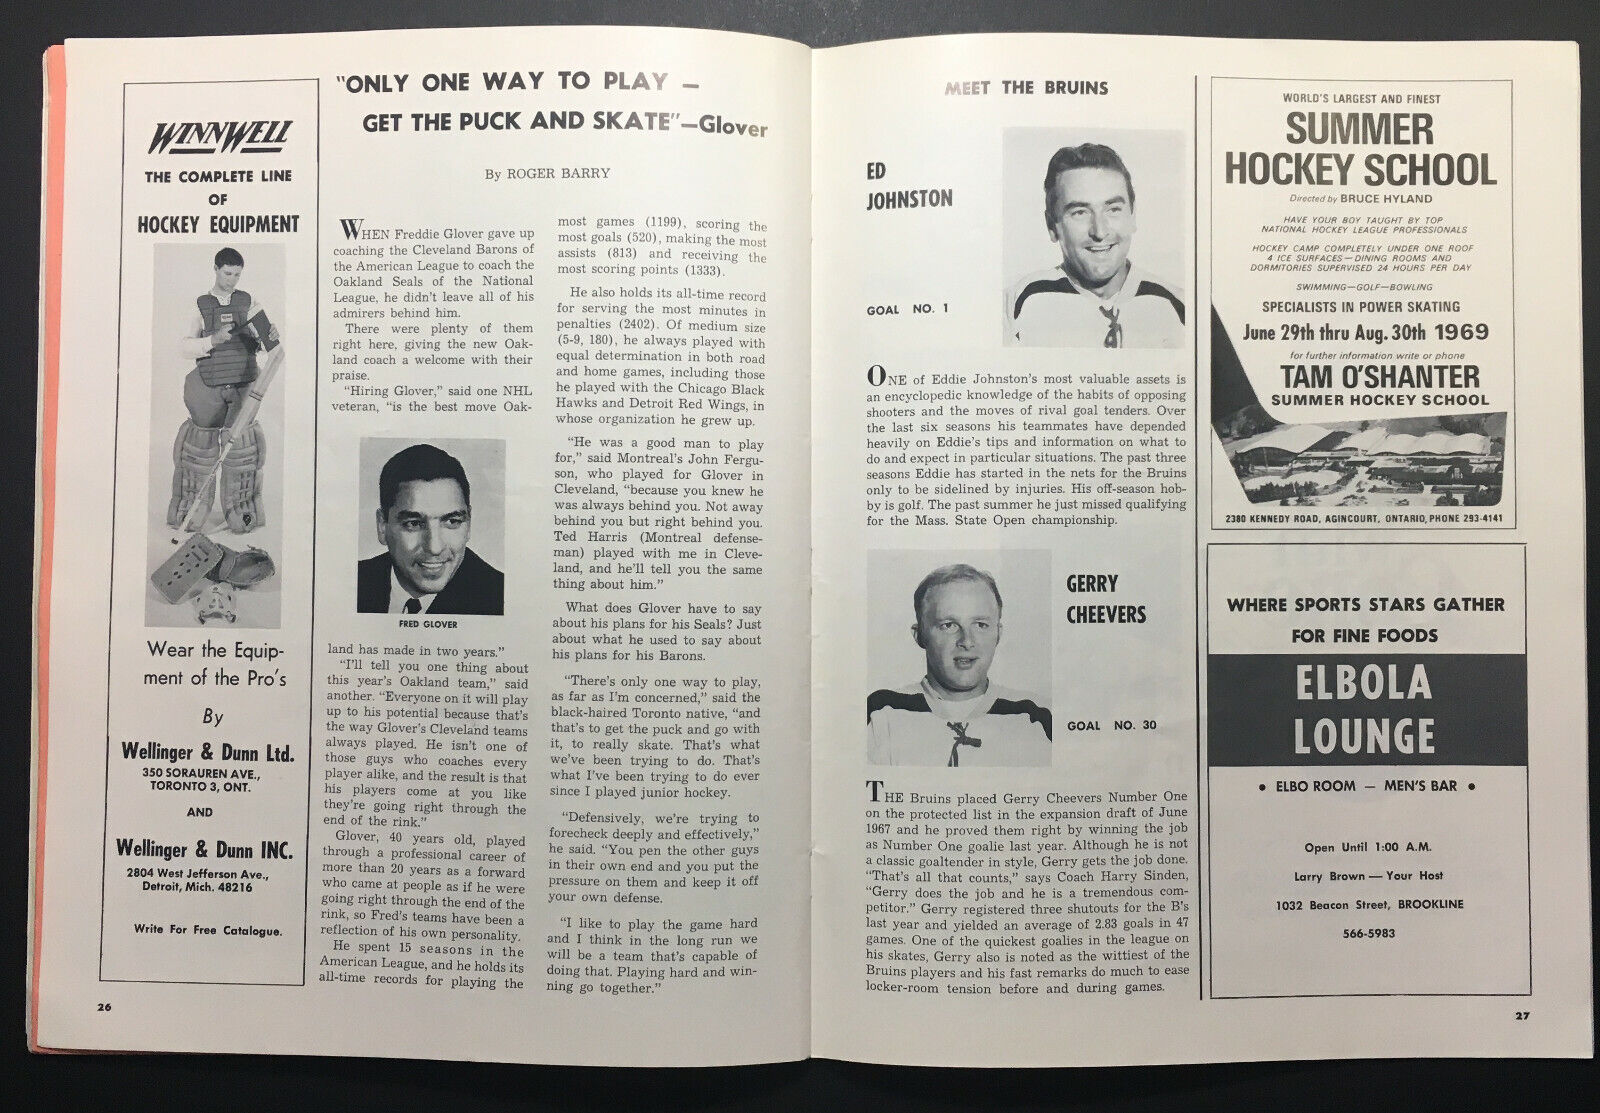 WINNWELL
THE COMPLETE LINE
OF
HOCKEY EQUIPMENT
Wear the Equip-
ment of the Pro's
By
Wellinger & Dunn Ltd.
350 SORAUREN AVE.,
TORONTO 3, ONT.
AND
Wellinger & Dunn INC.
2804 West Jefferson Ave.,
Detroit, Mich. 48216
Write For Free Catalogue.
26
"ONLY ONE WAY TO PLAY —
GET THE PUCK AND SKATE"—Glover
By ROGER BARRY
WHEN Freddie Glover gave up
coaching the Cleveland Barons of
the American League to coach the
Oakland Seals of the National
League, he didn't leave all of his
admirers behind him.
There were plenty of them
right here, giving the new Oak-
land coach a welcome with their
praise.
"Hiring Glover," said one NHL
veteran, "is the best move Oak-
FRED GLOVER
land has made in two years."
"I'll tell you one thing about
this year's Oakland team," said
another. "Everyone on it will play
up to his potential because that's
the way Glover's Cleveland teams
always played. He isn't one of
those guys who coaches every
player alike, and the result is that
his players come at you like
they're going right through the
end of the rink."
Glover, 40 years old, played
through a professional career of
more than 20 years as a forward
who came at people as if he were
going right through the end of the
rink, so Fred's teams have been a
reflection of his own personality.
He spent 15 seasons in the
American League, and he holds its
all-time records for playing the
most games (1199), scoring the
most goals (520), making the most
assists (813) and receiving the
most scoring points (1333).
He also holds its all-time record
for serving the most minutes in
penalties (2402). Of medium size
(5-9, 180), he always played with
equal determination in both road
and home games, including those
he played with the Chicago Black
Hawks and Detroit Red Wings, in
whose organization he grew up.
"He was a good man to play
for," said Montreal's John Fergu-
son, who played for Glover in
Cleveland, "because you knew he
was always behind you. Not away
behind you but right behind you.
Ted Harris (Montreal defense-
man) played with me in Cleve-
land, and he'll tell you the same
thing about him."
What does Glover have to say
about his plans for his Seals? Just
about what he used to say about
his plans for his Barons.
"There's only one way to play,
as far as I'm concerned," said the
black-haired Toronto native, "and
that's to get the puck and go with
it, to really skate. That's what
we've been trying to do. That's
what I've been trying to do ever
since I played junior hockey.
"Defensively, we're trying to
forecheck deeply and effectively,"
he said. "You pen the other guys
in their own end and you put the
pressure on them and keep it off
your own defense.
"I like to play the game hard
and I think in the long run we
will be a team that's capable of
doing that. Playing hard and win-
ning go together."
MEET THE BRUINS
ED
JOHNSTON
GOAL NO. 1
ONE of Eddie Johnston's most valuable assets is
an encyclopedic knowledge of the habits of opposing
shooters and the moves of rival goal tenders. Over
the last six seasons his teammates have depended
heavily on Eddie's tips and information on what to
do and expect in particular situations. The past three
seasons Eddie has started in the nets for the Bruins
only to be sidelined by injuries. His off-season hob-
by is golf. The past summer he just missed qualifying
for the Mass. State Open championship.
GERRY
CHEEVERS
GOAL NO. 30
THE Bruins placed Gerry Cheevers Number One
on the protected list in the expansion draft of June
1967 and he proved them right by winning the job
as Number One goalie last year. Although he is not
a classic goaltender in style, Gerry gets the job done.
"That's all that counts," says Coach Harry Sinden,
"Gerry does the job and he is a tremendous com-
petitor." Gerry registered three shutouts for the B's
last year and yielded an average of 2.83 goals in 47
games. One of the quickest goalies in the league on
his skates, Gerry also is noted as the wittiest of the
Bruins players and his fast remarks do much to ease
locker-room tension before and during games.
WORLD'S LARGEST AND FINEST
SUMMER
HOCKEY SCHOOL
Directed by BRUCE HYLAND
HAVE YOUR BOY TAUGHT BY TOP
NATIONAL HOCKEY LEAGUE PROFESSIONALS
HOCKEY CAMP COMPLETELY UNDER ONE ROOF
4 ICE SURFACES—DINING ROOMS AND
DORMITORIES SUPERVISED 24 HOURS PER DAY
SWIMMING—GOLF—BOWLING
SPECIALISTS IN POWER SKATING
June 29th thru Aug. 30th 1969
for further information write or phone
TAM O'SHANTER
SUMMER HOCKEY SCHOOL
2380 KENNEDY ROAD, AGINCOURT, ONTARIO, PHONE 293-4141
WHERE SPORTS STARS GATHER
FOR FINE FOODS
ELBOLA
LOUNGE
• ELBO ROOM — MEN'S BAR •
Open Until 1:00 A.M.
Larry Brown — Your Host
1032 Beacon Street, BROOKLINE
566-5983
27